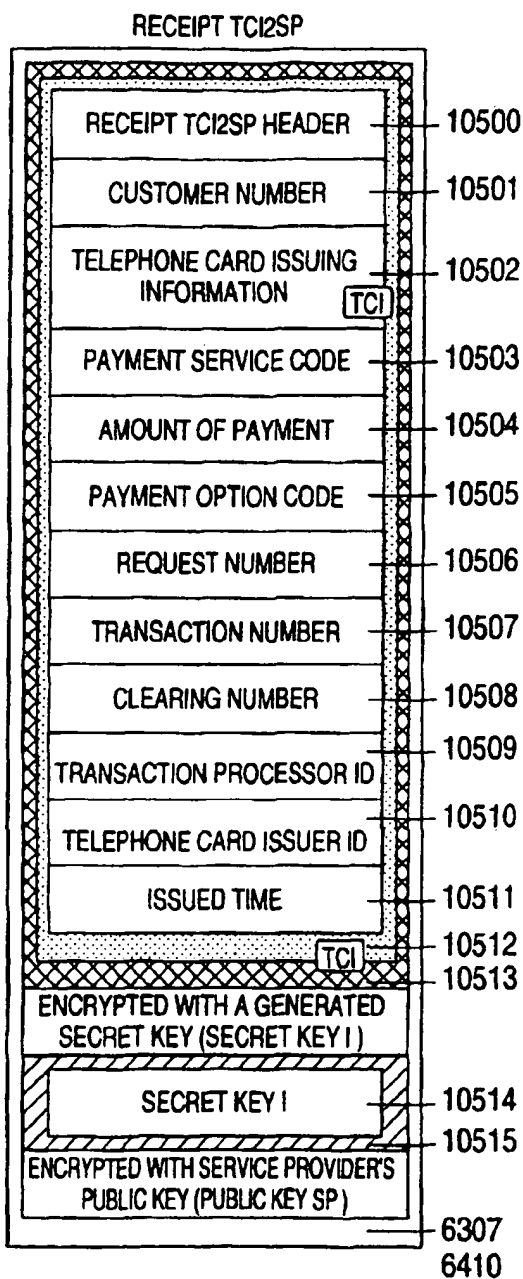 RECEIPT TCI2SP
RECEIPT TCI2SP HEADER 10500
CUSTOMER NUMBER 10501
TELEPHONE CARD ISSUING 10502
INFORMATION
TCI
PAYMENT SERVICE CODE 10503
AMOUNT OF PAYMENT 10504
PAYMENT OPTION CODE 10505
REQUEST NUMBER 10506
TRANSACTION NUMBER 10507
CLEARING NUMBER 10508
10509
TRANSACTION PROCESSOR ID
10510
TELEPHONE CARD ISSUER ID
ISSUED TIME 10511
TCI 10512
10513
ENCRYPTED WITH A GENERATED
SECRET KEY (SECRET KEY I)
SECRET KEY I 10514
10515
ENCRYPTED WITH SERVICE PROVIDER'S
PUBLIC KEY (PUBLIC KEY SP)
6307
6410